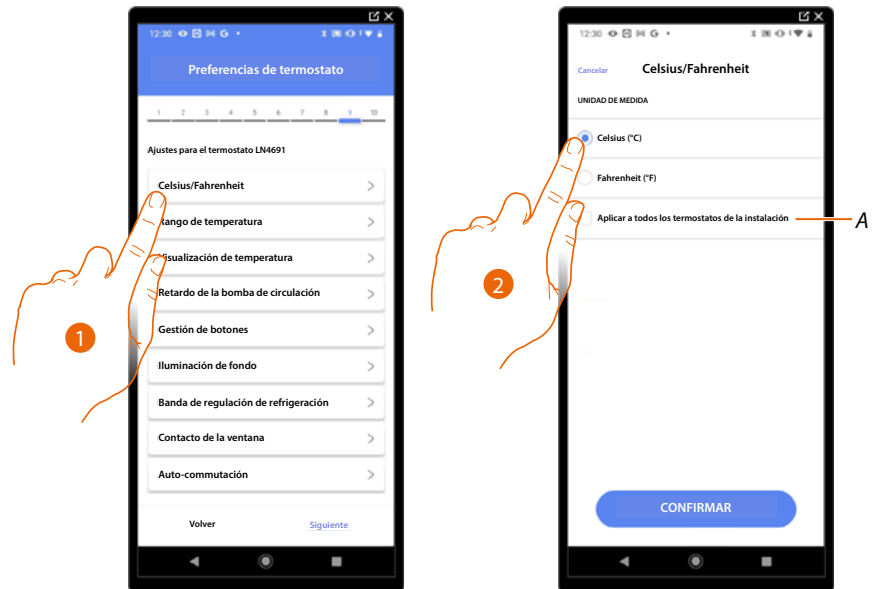 12:30 G
Preferencias de termostato
1 2 3 4 5 6 7 8 9 10
Ajustes para el termostato LN4691
Celsius/Fahrenheit
Rango de temperatura
Visualización de temperatura
Retardo de la bomba de circulación
Gestión de botones
Iluminación de fondo
Banda de regulación de refrigeración
Contacto de la ventana
Auto-commutación
Volver
Siguiente
1
12:30 G
Cancelar
Celsius/Fahrenheit
UNIDAD DE MEDIDA
Celsius (°C)
Fahrenheit (°F)
Aplicar a todos los termostatos de la instalación
A
2
CONFIRMAR